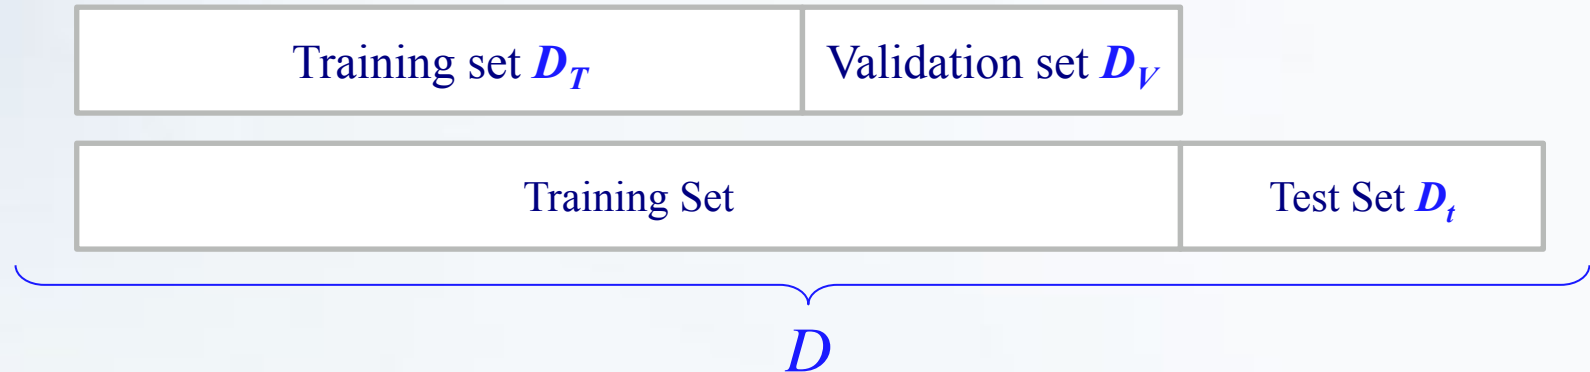 Training set D_T Validation set D_V
Training Set Test Set D_t
D